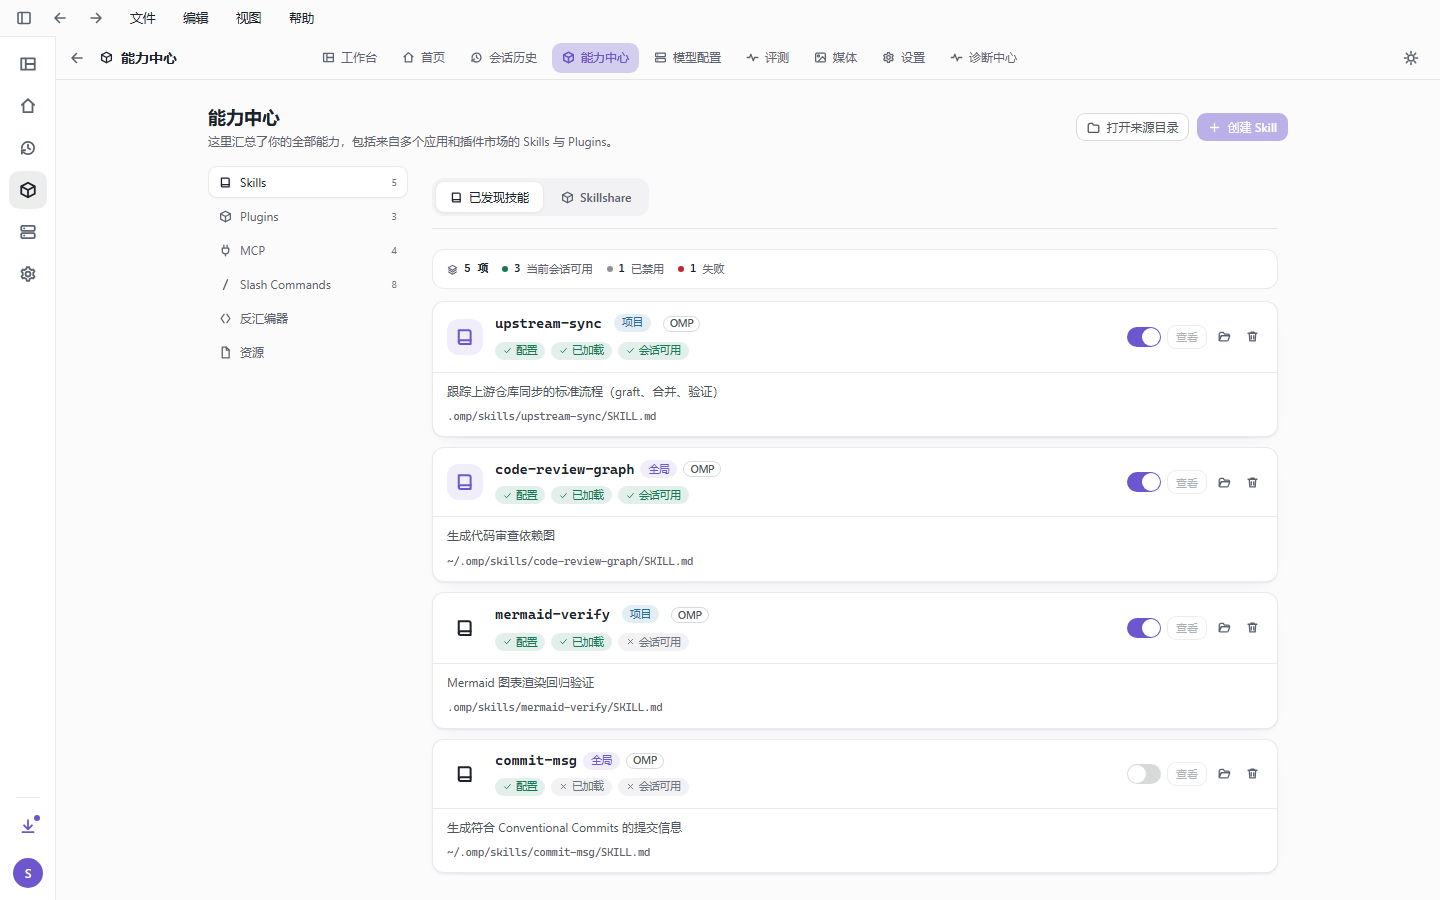 文件 编辑 视图 帮助
能力中心 工作台 首页 会话历史 能力中心 模型配置 评测 媒体 设置 诊断中心
能力中心
这里汇总了你的全部能力，包括来自多个应用和插件市场的 Skills 与 Plugins。
打开来源目录 创建 Skill
Skills 5
Plugins 3
MCP 4
Slash Commands 8
反汇编器
资源
已发现技能 Skillshare
5 项 3 当前会话可用 1 已禁用 1 失败
upstream-sync 项目 OMP
配置 已加载 会话可用
查看
跟踪上游仓库同步的标准流程（graft、合并、验证）
.omp/skills/upstream-sync/SKILL.md
code-review-graph 全局 OMP
配置 已加载 会话可用
查看
生成代码审查依赖图
~/.omp/skills/code-review-graph/SKILL.md
mermaid-verify 项目 OMP
配置 已加载 会话可用
查看
Mermaid 图表渲染回归验证
.omp/skills/mermaid-verify/SKILL.md
commit-msg 全局 OMP
配置 已加载 会话可用
查看
生成符合 Conventional Commits 的提交信息
~/.omp/skills/commit-msg/SKILL.md
S